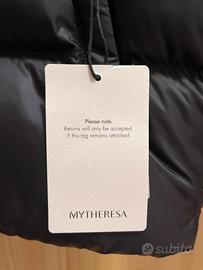 Please note
Returns will only be accepted
if this tag remains attached
MYTHERESA
subito